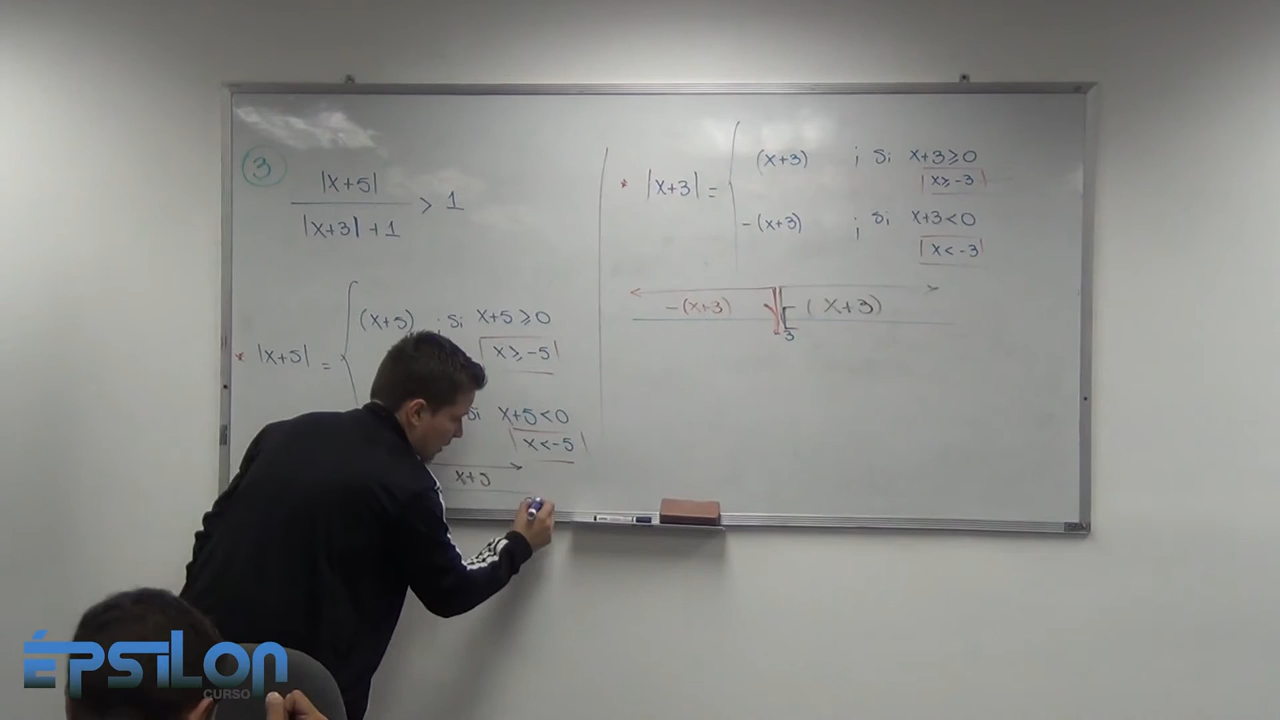 3
|x+5|
|x+3| + 1
> 1
* |x+5| =
(x+5) ; Si x+5 ⩾ 0
x ⩾ -5
Si x+5 < 0
x < -5
x+5
* |x+3| =
(x+3) ; Si x+3 ⩾ 0
x ⩾ -3
-(x+3) ; Si x+3 < 0
x < -3
-(x+3) (x+3)
3
ÉPSILON
CURSO